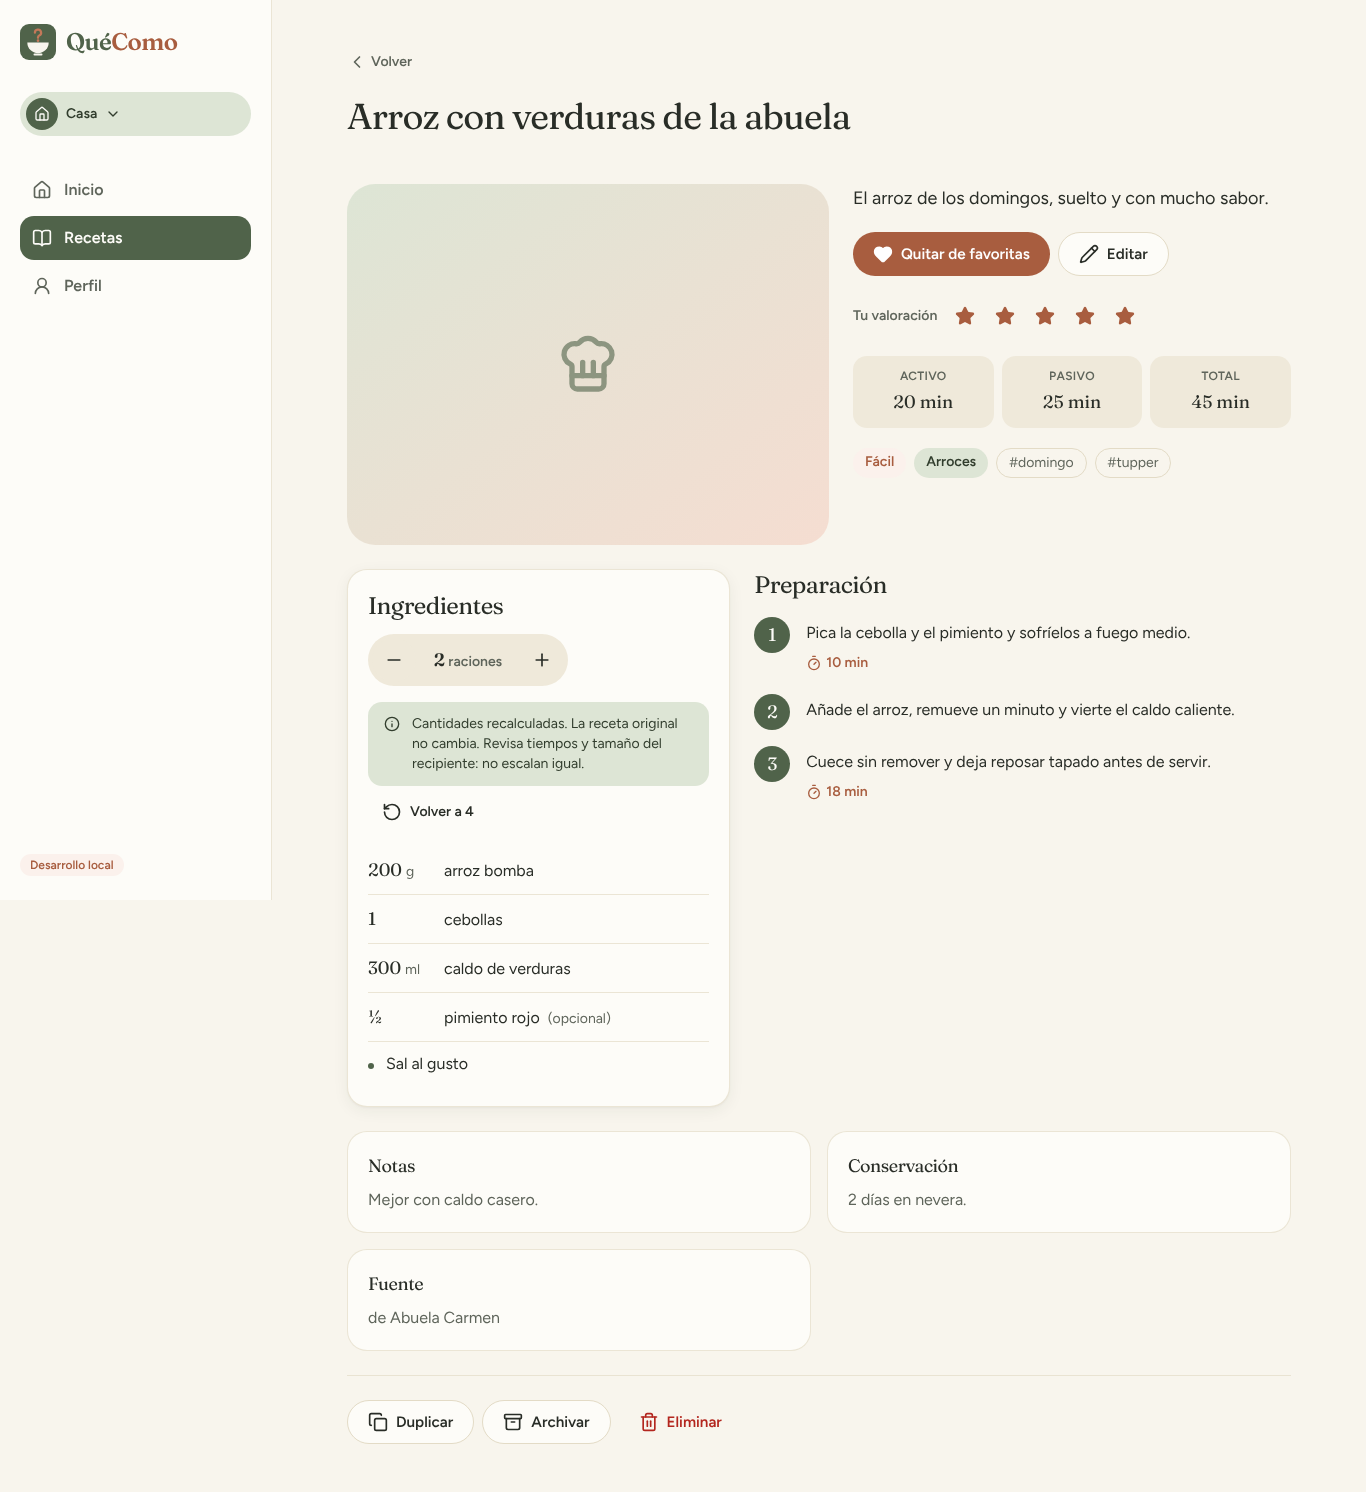 QuéComo
Casa
Inicio
Recetas
Perfil
Desarrollo local
Volver
Arroz con verduras de la abuela
El arroz de los domingos, suelto y con mucho sabor.
Quitar de favoritas
Editar
Tu valoración
ACTIVO
20 min
PASIVO
25 min
TOTAL
45 min
Fácil
Arroces
#domingo
#tupper
Ingredientes
2 raciones
Cantidades recalculadas. La receta original
no cambia. Revisa tiempos y tamaño del
recipiente: no escalan igual.
Volver a 4
200 g arroz bomba
1 cebollas
300 ml caldo de verduras
½ pimiento rojo (opcional)
Sal al gusto
Preparación
1 Pica la cebolla y el pimiento y sofríelos a fuego medio.
10 min
2 Añade el arroz, remueve un minuto y vierte el caldo caliente.
3 Cuece sin remover y deja reposar tapado antes de servir.
18 min
Notas
Mejor con caldo casero.
Conservación
2 días en nevera.
Fuente
de Abuela Carmen
Duplicar
Archivar
Eliminar